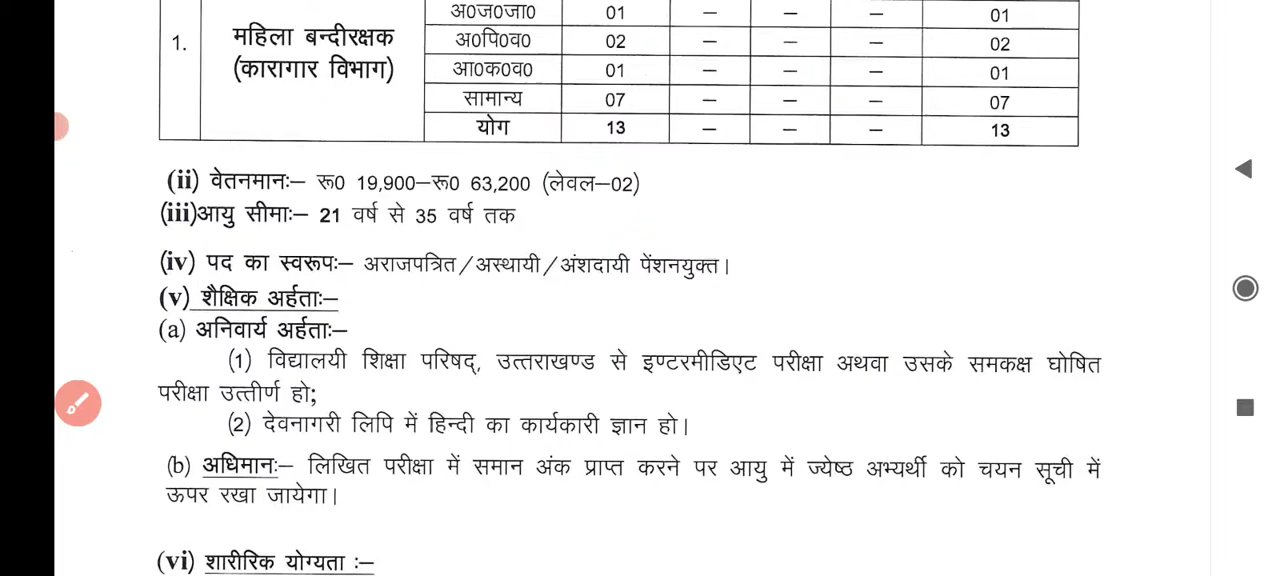 अ0ज0जा0 01 – – – 01
1. महिला बन्दीरक्षक अ0पि0व0 02 – – – 02
(कारागार विभाग) आ0क0व0 01 – – – 01
सामान्य 07 – – – 07
योग 13 – – – 13
(ii) वेतनमानः– रू0 19,900–रू0 63,200 (लेवल–02)
(iii)आयु सीमाः– 21 वर्ष से 35 वर्ष तक
(iv) पद का स्वरूपः– अराजपत्रित/अस्थायी/अंशदायी पेंशनयुक्त।
(v) शैक्षिक अर्हताः–
(a) अनिवार्य अर्हताः–
(1) विद्यालयी शिक्षा परिषद्, उत्तराखण्ड से इण्टरमीडिएट परीक्षा अथवा उसके समकक्ष घोषित
परीक्षा उत्तीर्ण हो;
(2) देवनागरी लिपि में हिन्दी का कार्यकारी ज्ञान हो।
(b) अधिमानः– लिखित परीक्षा में समान अंक प्राप्त करने पर आयु में ज्येष्ठ अभ्यर्थी को चयन सूची में
ऊपर रखा जायेगा।
(vi) शारीरिक योग्यता :–